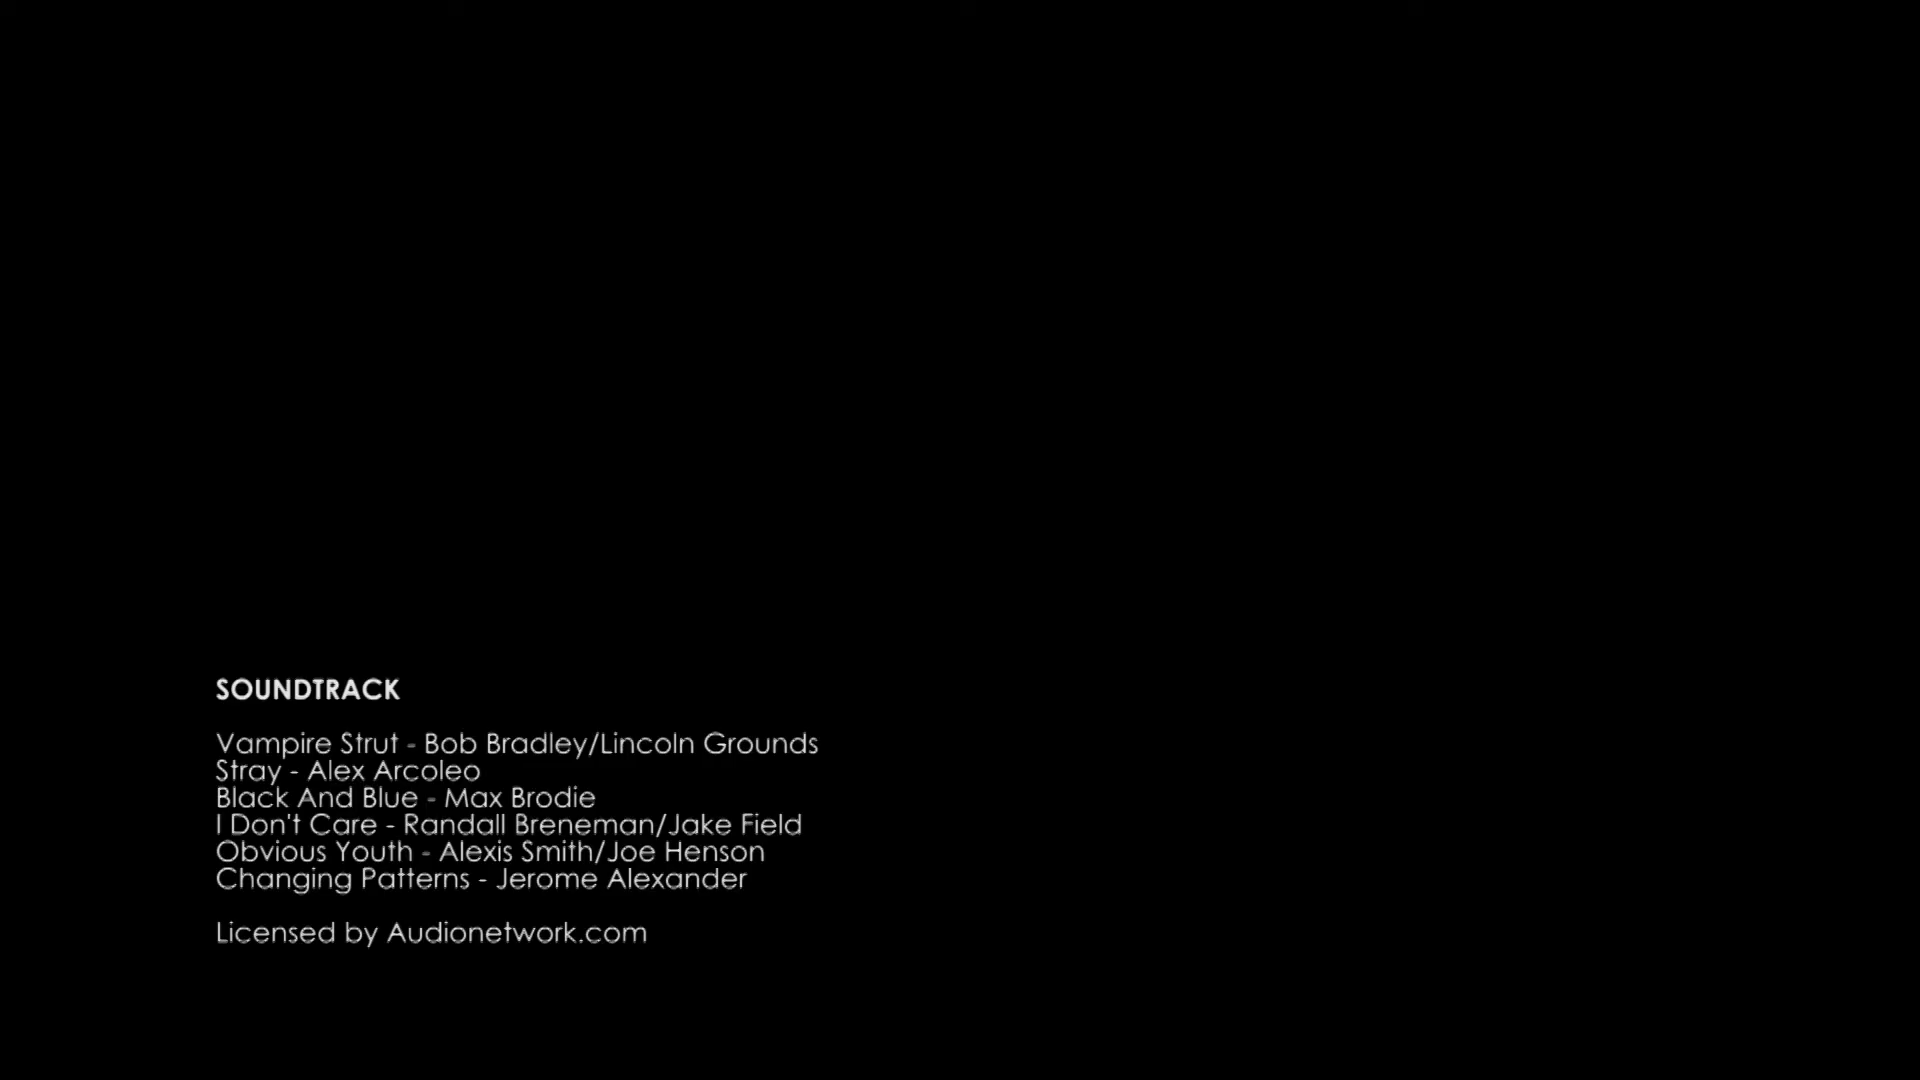 SOUNDTRACK
Vampire Strut - Bob Bradley/Lincoln Grounds
Stray - Alex Arcoleo
Black And Blue - Max Brodie
I Don't Care - Randall Breneman/Jake Field
Obvious Youth - Alexis Smith/Joe Henson
Changing Patterns - Jerome Alexander
Licensed by Audionetwork.com